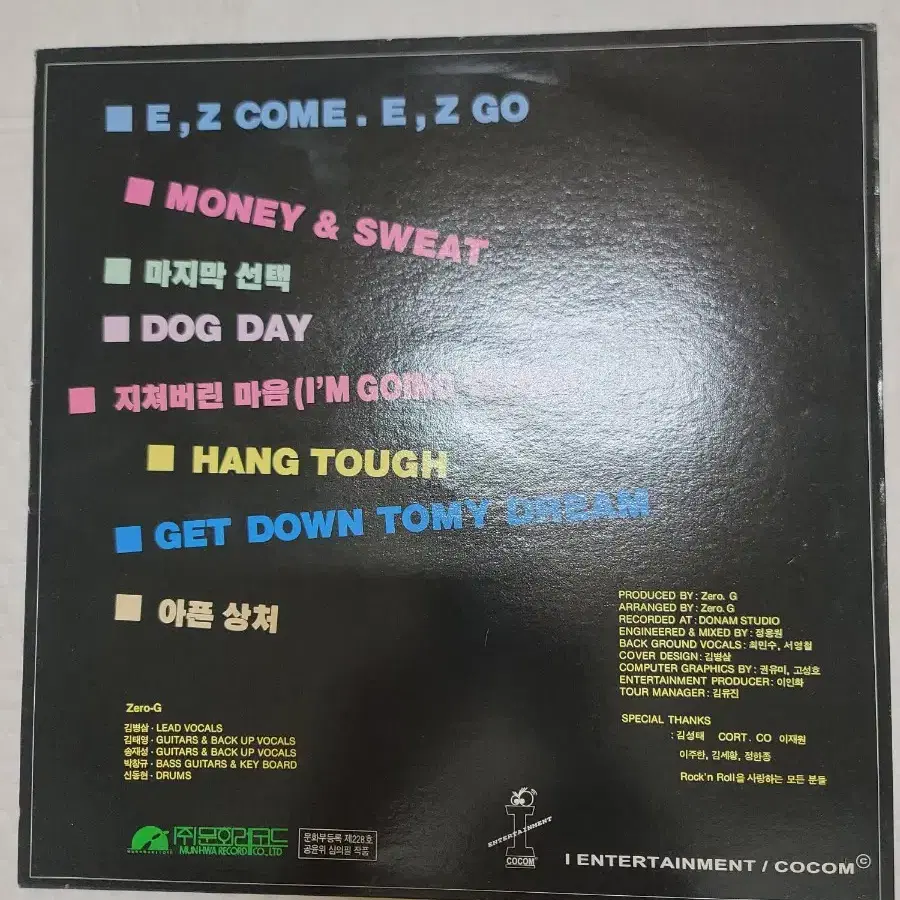 E,Z COME. E,Z GO
MONEY & SWEAT
마지막 선택
DOG DAY
지쳐버린 마음 (I'M GOING
HANG TOUGH
GET DOWN TOMY DREAM
아픈 상처
PRODUCED BY: Zero. G
ARRANGED BY: Zero. G
RECORDED AT: DONAM STUDIO
ENGINEERED & MIXED BY: 정용원
BACK GROUND VOCALS: 최민수, 서영철
COVER DESIGN: 김병삼
COMPUTER GRAPHICS BY: 권유미, 고성호
ENTERTAINMENT PRODUCER: 이인화
TOUR MANAGER: 김유진
SPECIAL THANKS
: 김성태 CORT. CO 이재원
이주한, 김세황, 정한종
Rock'n Roll을 사랑하는 모든 분들
Zero-G
김병삼 · LEAD VOCALS
김태영 · GUITARS & BACK UP VOCALS
송재성 · GUITARS & BACK UP VOCALS
박창규 · BASS GUITARS & KEY BOARD
신동현 · DRUMS
(주)문화레코드
MUNHWA RECORD CO., LTD
문화부등록 제228호
공윤위 심의필 작품
I
ENTERTAINMENT
COCOM
I ENTERTAINMENT / COCOM ©